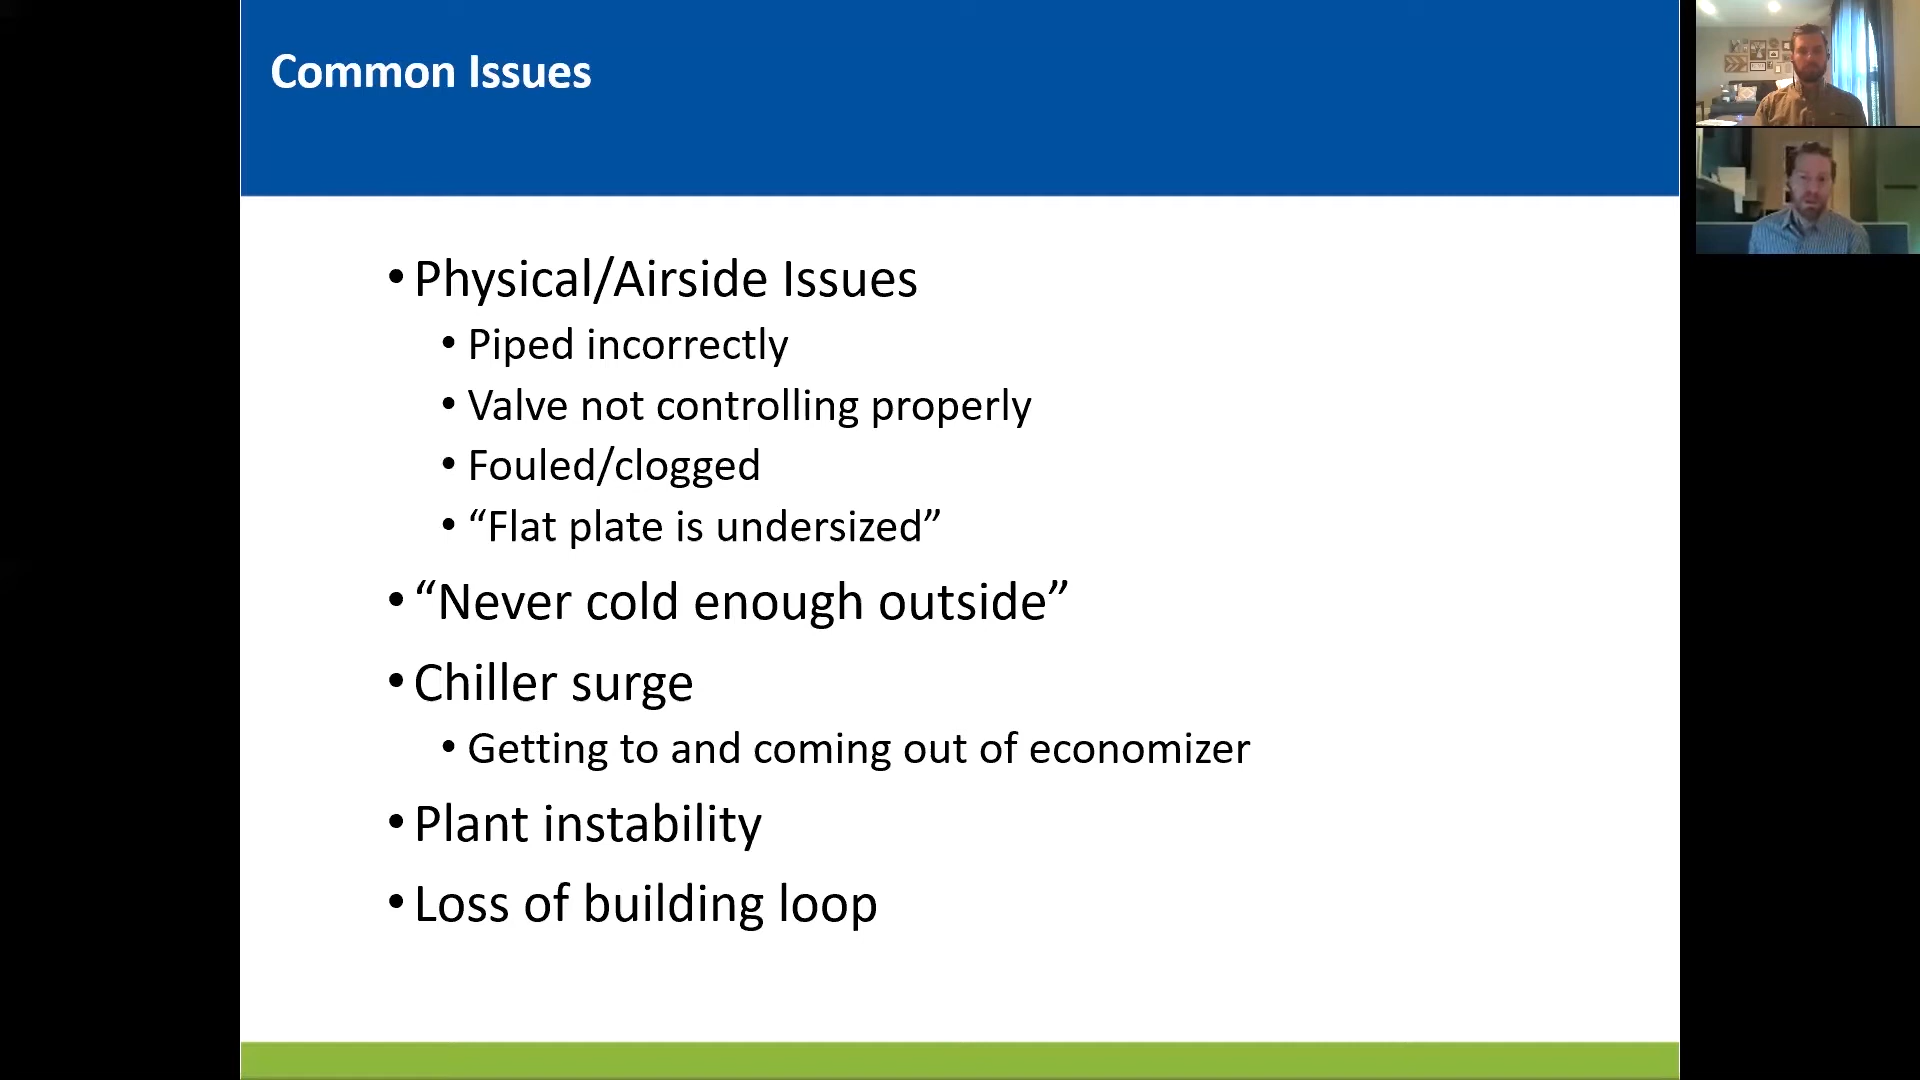 Common Issues
• Physical/Airside Issues
• Piped incorrectly
• Valve not controlling properly
• Fouled/clogged
• “Flat plate is undersized”
• “Never cold enough outside”
• Chiller surge
• Getting to and coming out of economizer
• Plant instability
• Loss of building loop